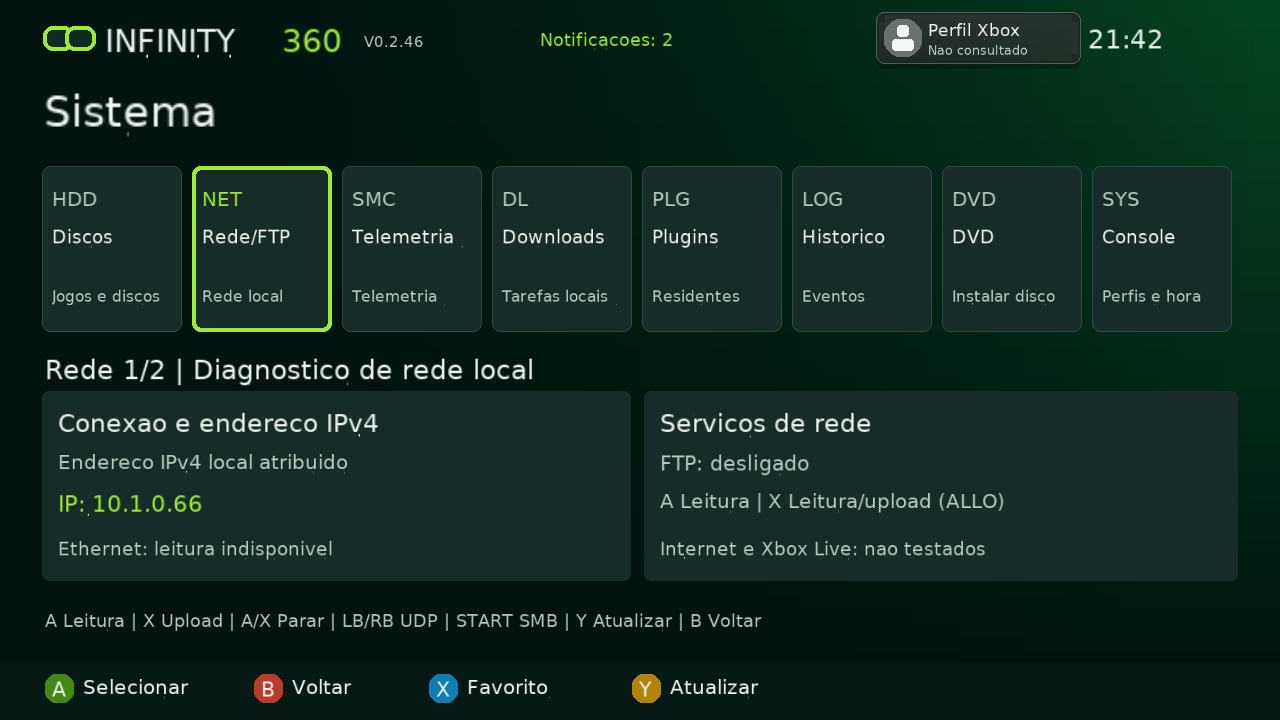 INFINITY 360 V0.2.46 Notificacoes: 2 Perfil Xbox 21:42
Nao consultado
Sistema
HDD NET SMC DL PLG LOG DVD SYS
Discos Rede/FTP Telemetria Downloads Plugins Historico DVD Console
Jogos e discos Rede local Telemetria Tarefas locais Residentes Eventos Instalar disco Perfis e hora
Rede 1/2 | Diagnostico de rede local
Conexao e endereco IPv4
Endereco IPv4 local atribuido
IP: 10.1.0.66
Ethernet: leitura indisponivel
Servicos de rede
FTP: desligado
A Leitura | X Leitura/upload (ALLO)
Internet e Xbox Live: nao testados
A Leitura | X Upload | A/X Parar | LB/RB UDP | START SMB | Y Atualizar | B Voltar
A Selecionar B Voltar X Favorito Y Atualizar